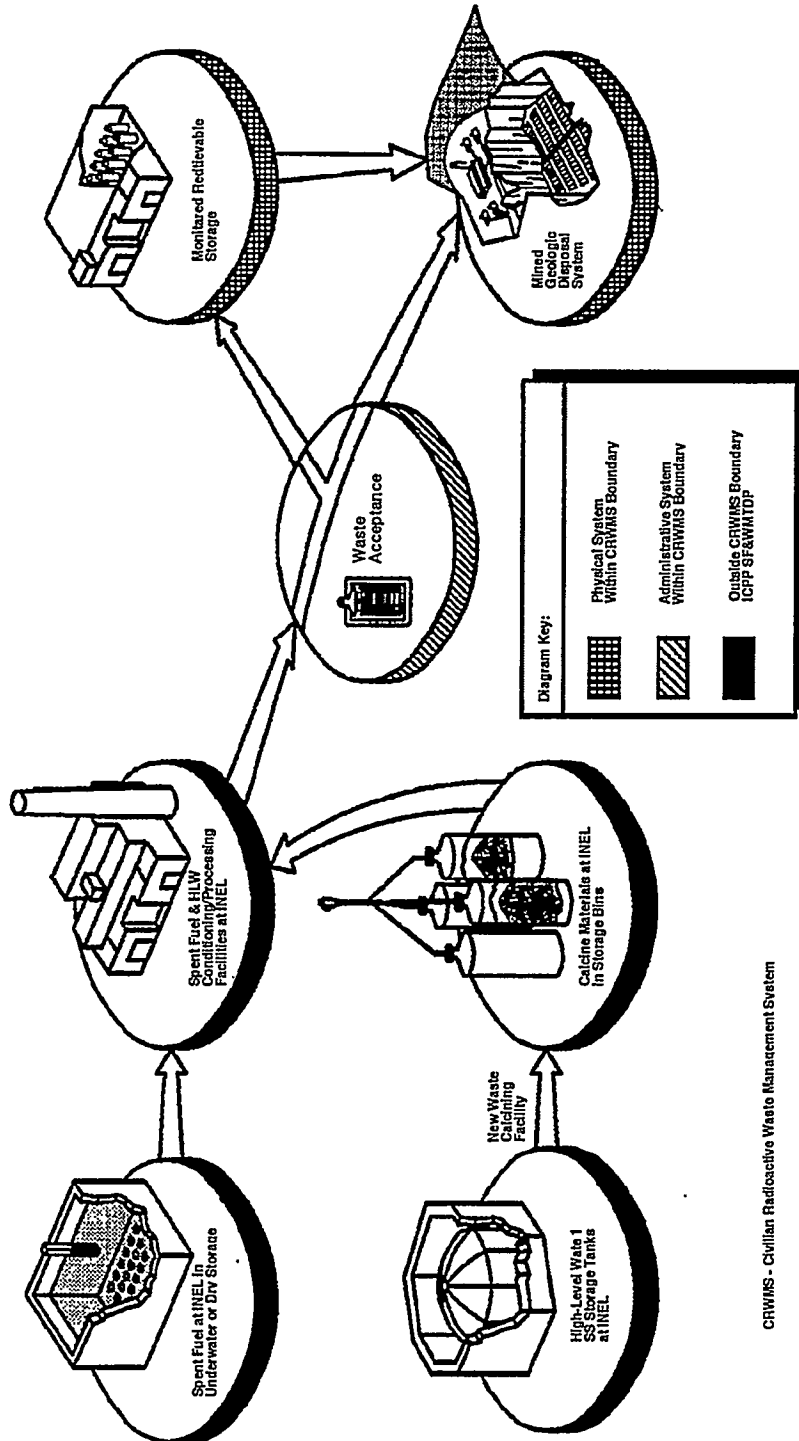 Spent Fuel at INEL in
Underwater or Dry Storage
Spent Fuel & HLW
Conditioning/Processing
Facilities at INEL
Monitored Redtievable
Storage
Waste
Acceptance
Mined
Geologic
Disposal
System
High-Level Wate1
SS Storage Tanks
at INEL
New Waste
Calcining
Facility
Calcine Materials at INEL
in Storage Bins
Diagram Key:
Physical System
Within CRWMS Boundary
Administrative System
Within CRWMS Boundary
Outside CRWMS Boundary
ICPP SF&WMTDP
CRWMS - Civilian Radioactive Waste Management System